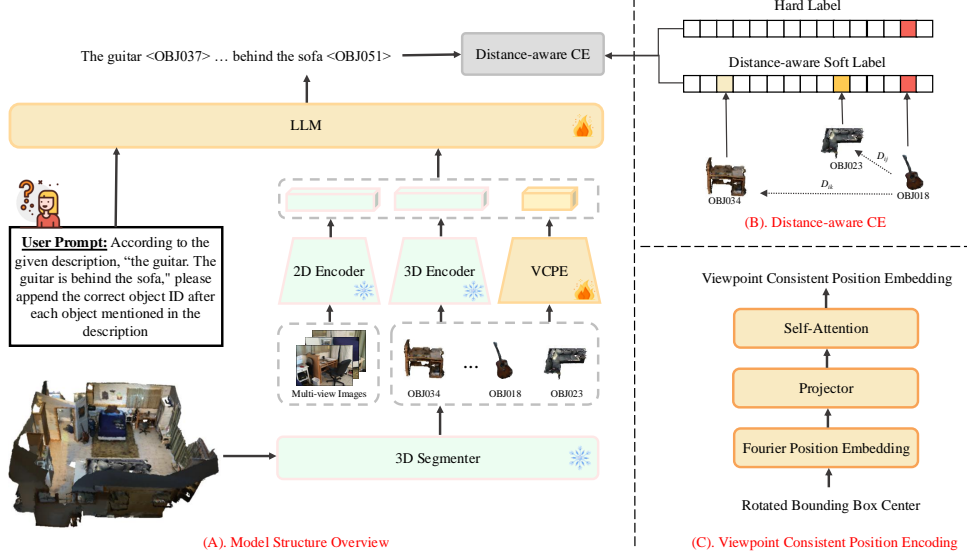 The guitar <OBJ037> … behind the sofa <OBJ051>
Distance-aware CE
LLM
User Prompt: According to the
given description, “the guitar. The
guitar is behind the sofa," please
append the correct object ID after
each object mentioned in the
description
2D Encoder
3D Encoder
VCPE
Multi-view Images
OBJ034
...
OBJ018
OBJ023
3D Segmenter
(A). Model Structure Overview
Hard Label
Distance-aware Soft Label
OBJ023
D_ij
D_ik
OBJ034
OBJ018
(B). Distance-aware CE
Viewpoint Consistent Position Embedding
Self-Attention
Projector
Fourier Position Embedding
Rotated Bounding Box Center
(C). Viewpoint Consistent Position Encoding